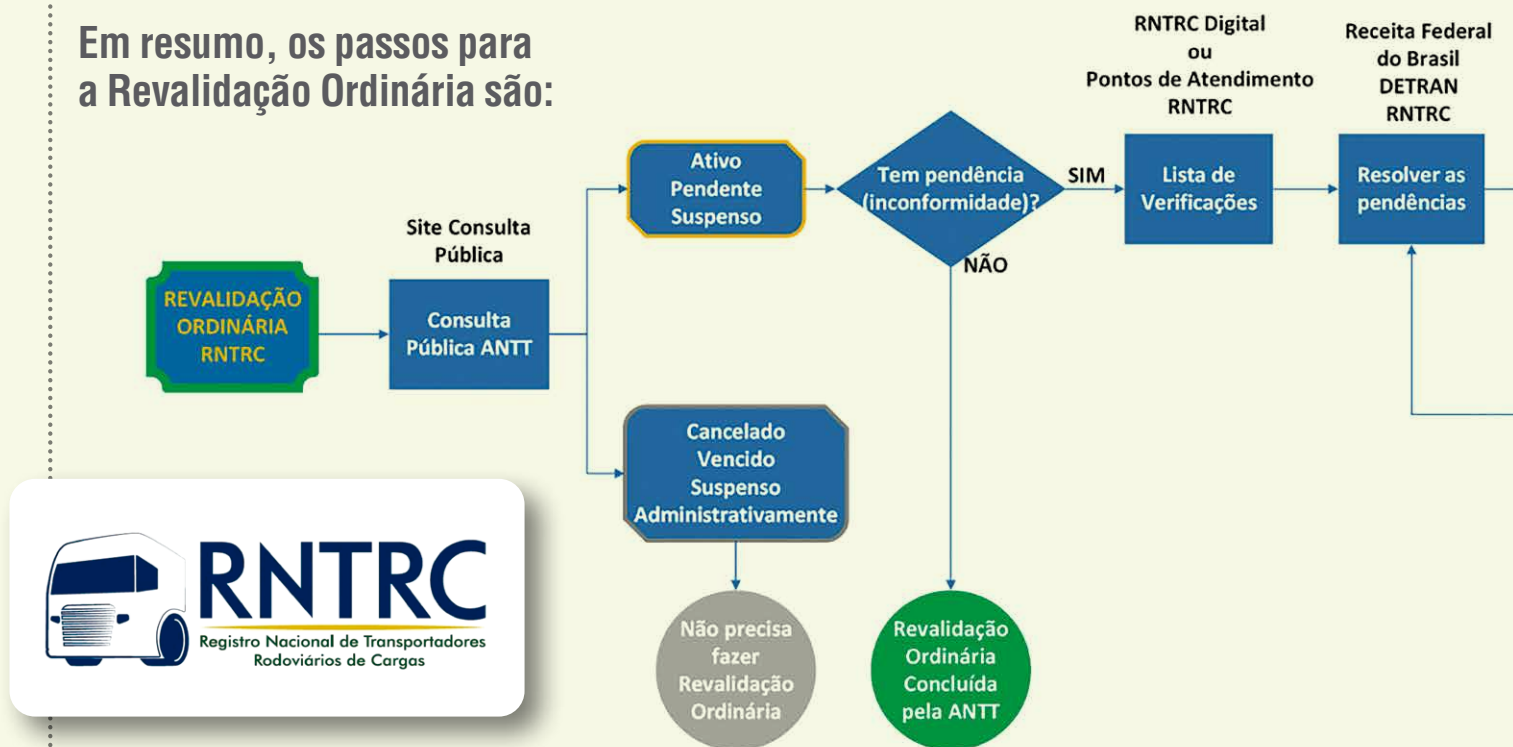 Em resumo, os passos para
a Revalidação Ordinária são:
REVALIDAÇÃO
ORDINÁRIA
RNTRC
Site Consulta
Pública
Consulta
Pública ANTT
Ativo
Pendente
Suspenso
Tem pendência
(inconformidade)?
SIM
NÃO
RNTRC Digital
ou
Pontos de Atendimento
RNTRC
Lista de
Verificações
Receita Federal
do Brasil
DETRAN
RNTRC
Resolver as
pendências
Cancelado
Vencido
Suspenso
Administrativamente
Não precisa
fazer
Revalidação
Ordinária
Revalidação
Ordinária
Concluída
pela ANTT
RNTRC
Registro Nacional de Transportadores
Rodoviários de Cargas